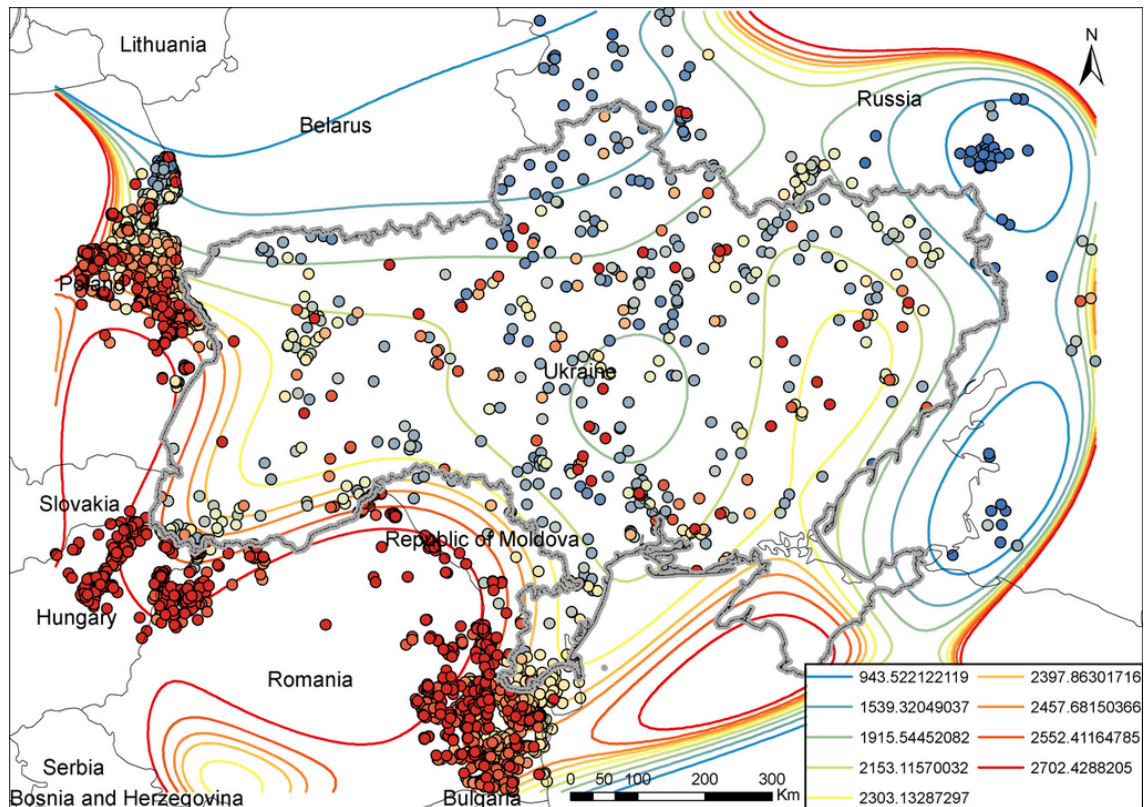 Lithuania
N
Belarus
Russia
Poland
Ukraine
Slovakia
Republic of Moldova
Hungary
Romania
Serbia
Bosnia and Herzegovina
Bulgaria
0 50 100 200 300
Km
943.522122119
1539.32049037
1915.54452082
2153.11570032
2303.13287297
2397.86301716
2457.68150366
2552.41164785
2702.4288205